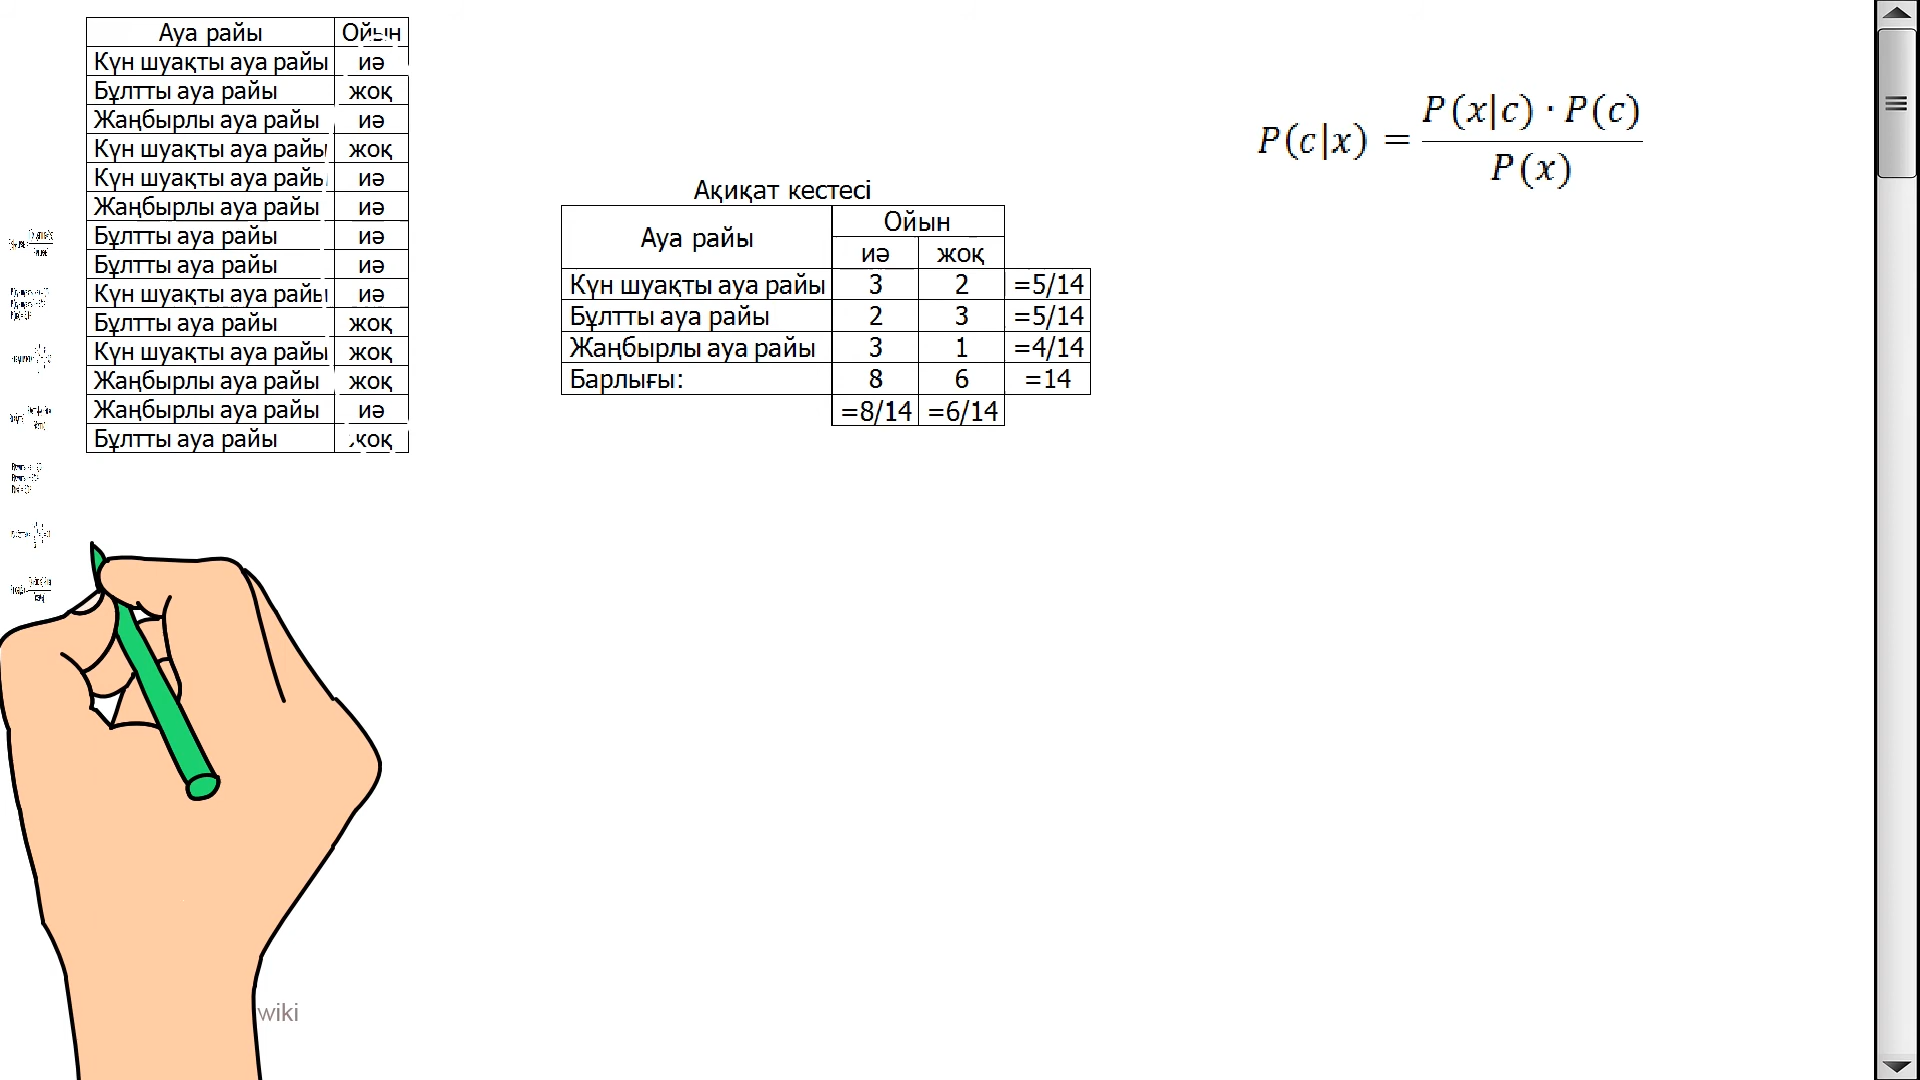 Ауа райы Ойын
Күн шуақты ауа райы иә
Бұлтты ауа райы жоқ
Жаңбырлы ауа райы иә
Күн шуақты ауа райы жоқ
Күн шуақты ауа райы иә
Жаңбырлы ауа райы иә
Бұлтты ауа райы иә
Бұлтты ауа райы иә
Күн шуақты ауа райы иә
Бұлтты ауа райы жоқ
Күн шуақты ауа райы жоқ
Жаңбырлы ауа райы жоқ
Жаңбырлы ауа райы иә
Бұлтты ауа райы жоқ
Ақиқат кестесі
Ауа райы Ойын
иә жоқ
Күн шуақты ауа райы 3 2 =5/14
Бұлтты ауа райы 2 3 =5/14
Жаңбырлы ауа райы 3 1 =4/14
Барлығы: 8 6 =14
=8/14 =6/14
P(c|x) = P(x|c) · P(c) / P(x)
wiki